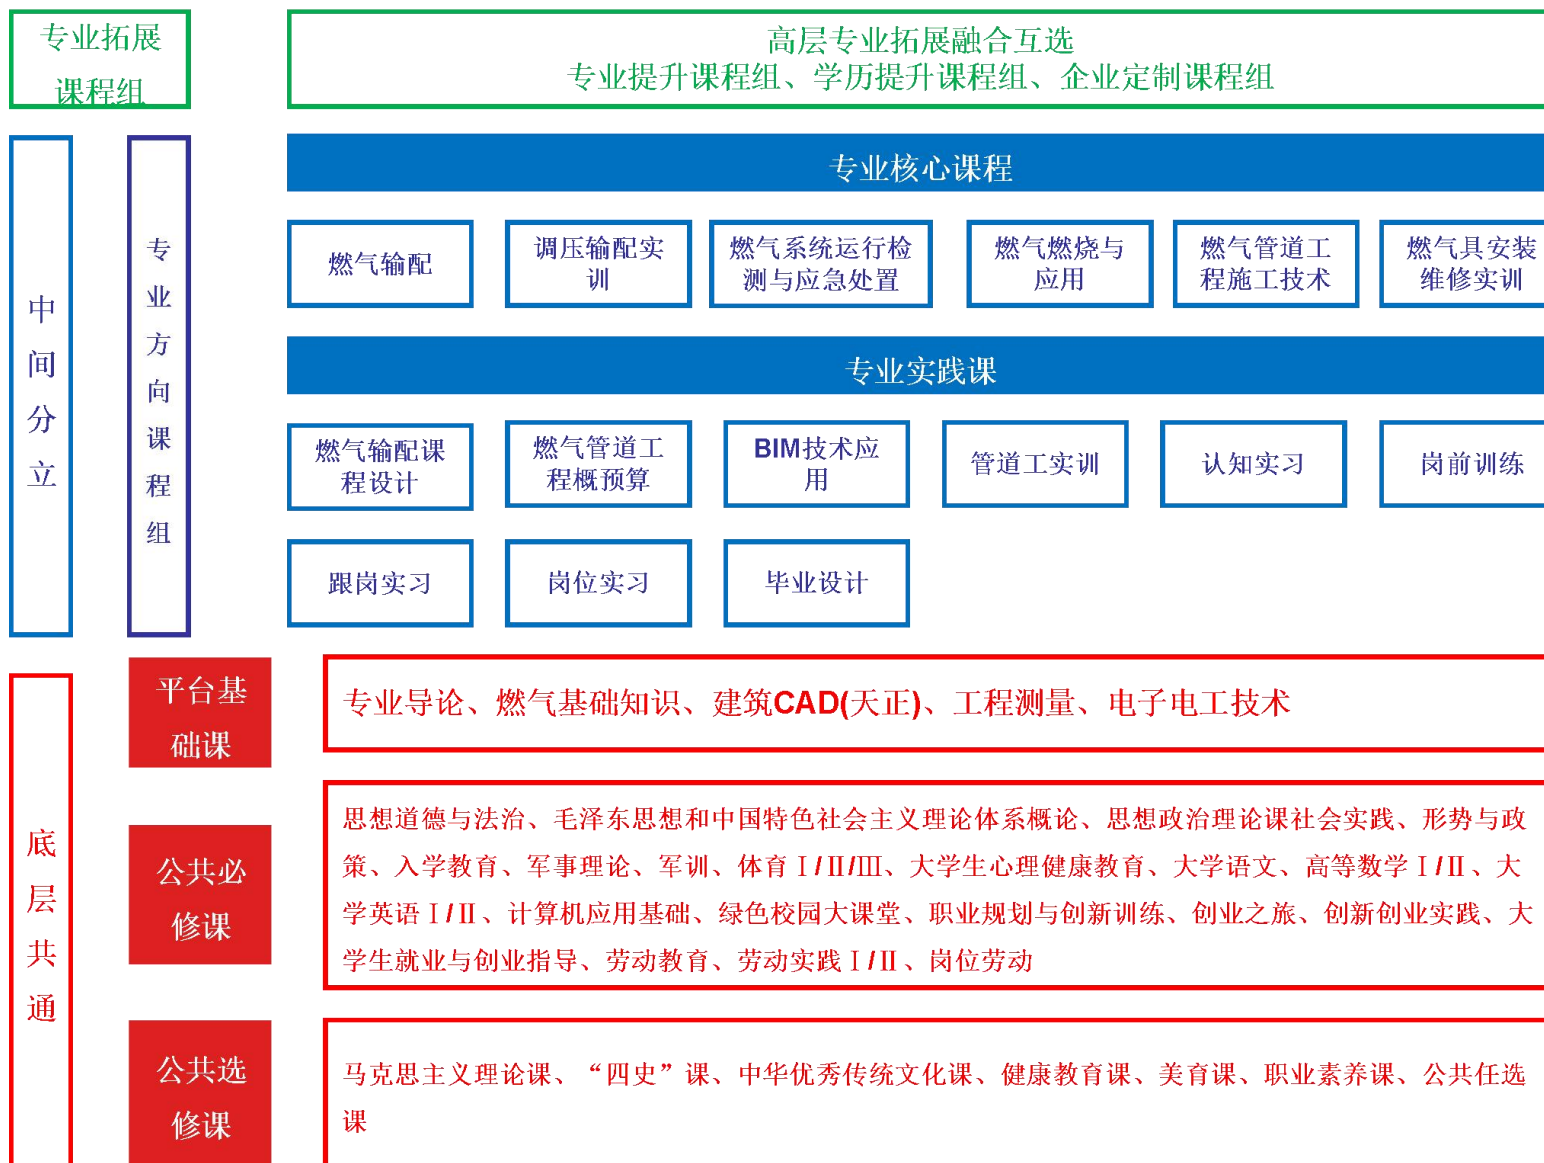 专业拓展
课程组
高层专业拓展融合互选
专业提升课程组、学历提升课程组、企业定制课程组
中
间
分
立
专
业
方
向
课
程
组
专业核心课程
燃气输配
调压输配实
训
燃气系统运行检
测与应急处置
燃气燃烧与
应用
燃气管道工
程施工技术
燃气具安装
维修实训
专业实践课
燃气输配课
程设计
燃气管道工
程概预算
BIM技术应
用
管道工实训
认知实习
岗前训练
跟岗实习
岗位实习
毕业设计
底
层
共
通
平台基
础课
专业导论、燃气基础知识、建筑CAD(天正)、工程测量、电子电工技术
公共必
修课
思想道德与法治、毛泽东思想和中国特色社会主义理论体系概论、思想政治理论课社会实践、形势与政
策、入学教育、军事理论、军训、体育Ⅰ/Ⅱ/Ⅲ、大学生心理健康教育、大学语文、高等数学Ⅰ/Ⅱ、大
学英语Ⅰ/Ⅱ、计算机应用基础、绿色校园大课堂、职业规划与创新训练、创业之旅、创新创业实践、大
学生就业与创业指导、劳动教育、劳动实践Ⅰ/Ⅱ、岗位劳动
公共选
修课
马克思主义理论课、“四史”课、中华优秀传统文化课、健康教育课、美育课、职业素养课、公共任选
课